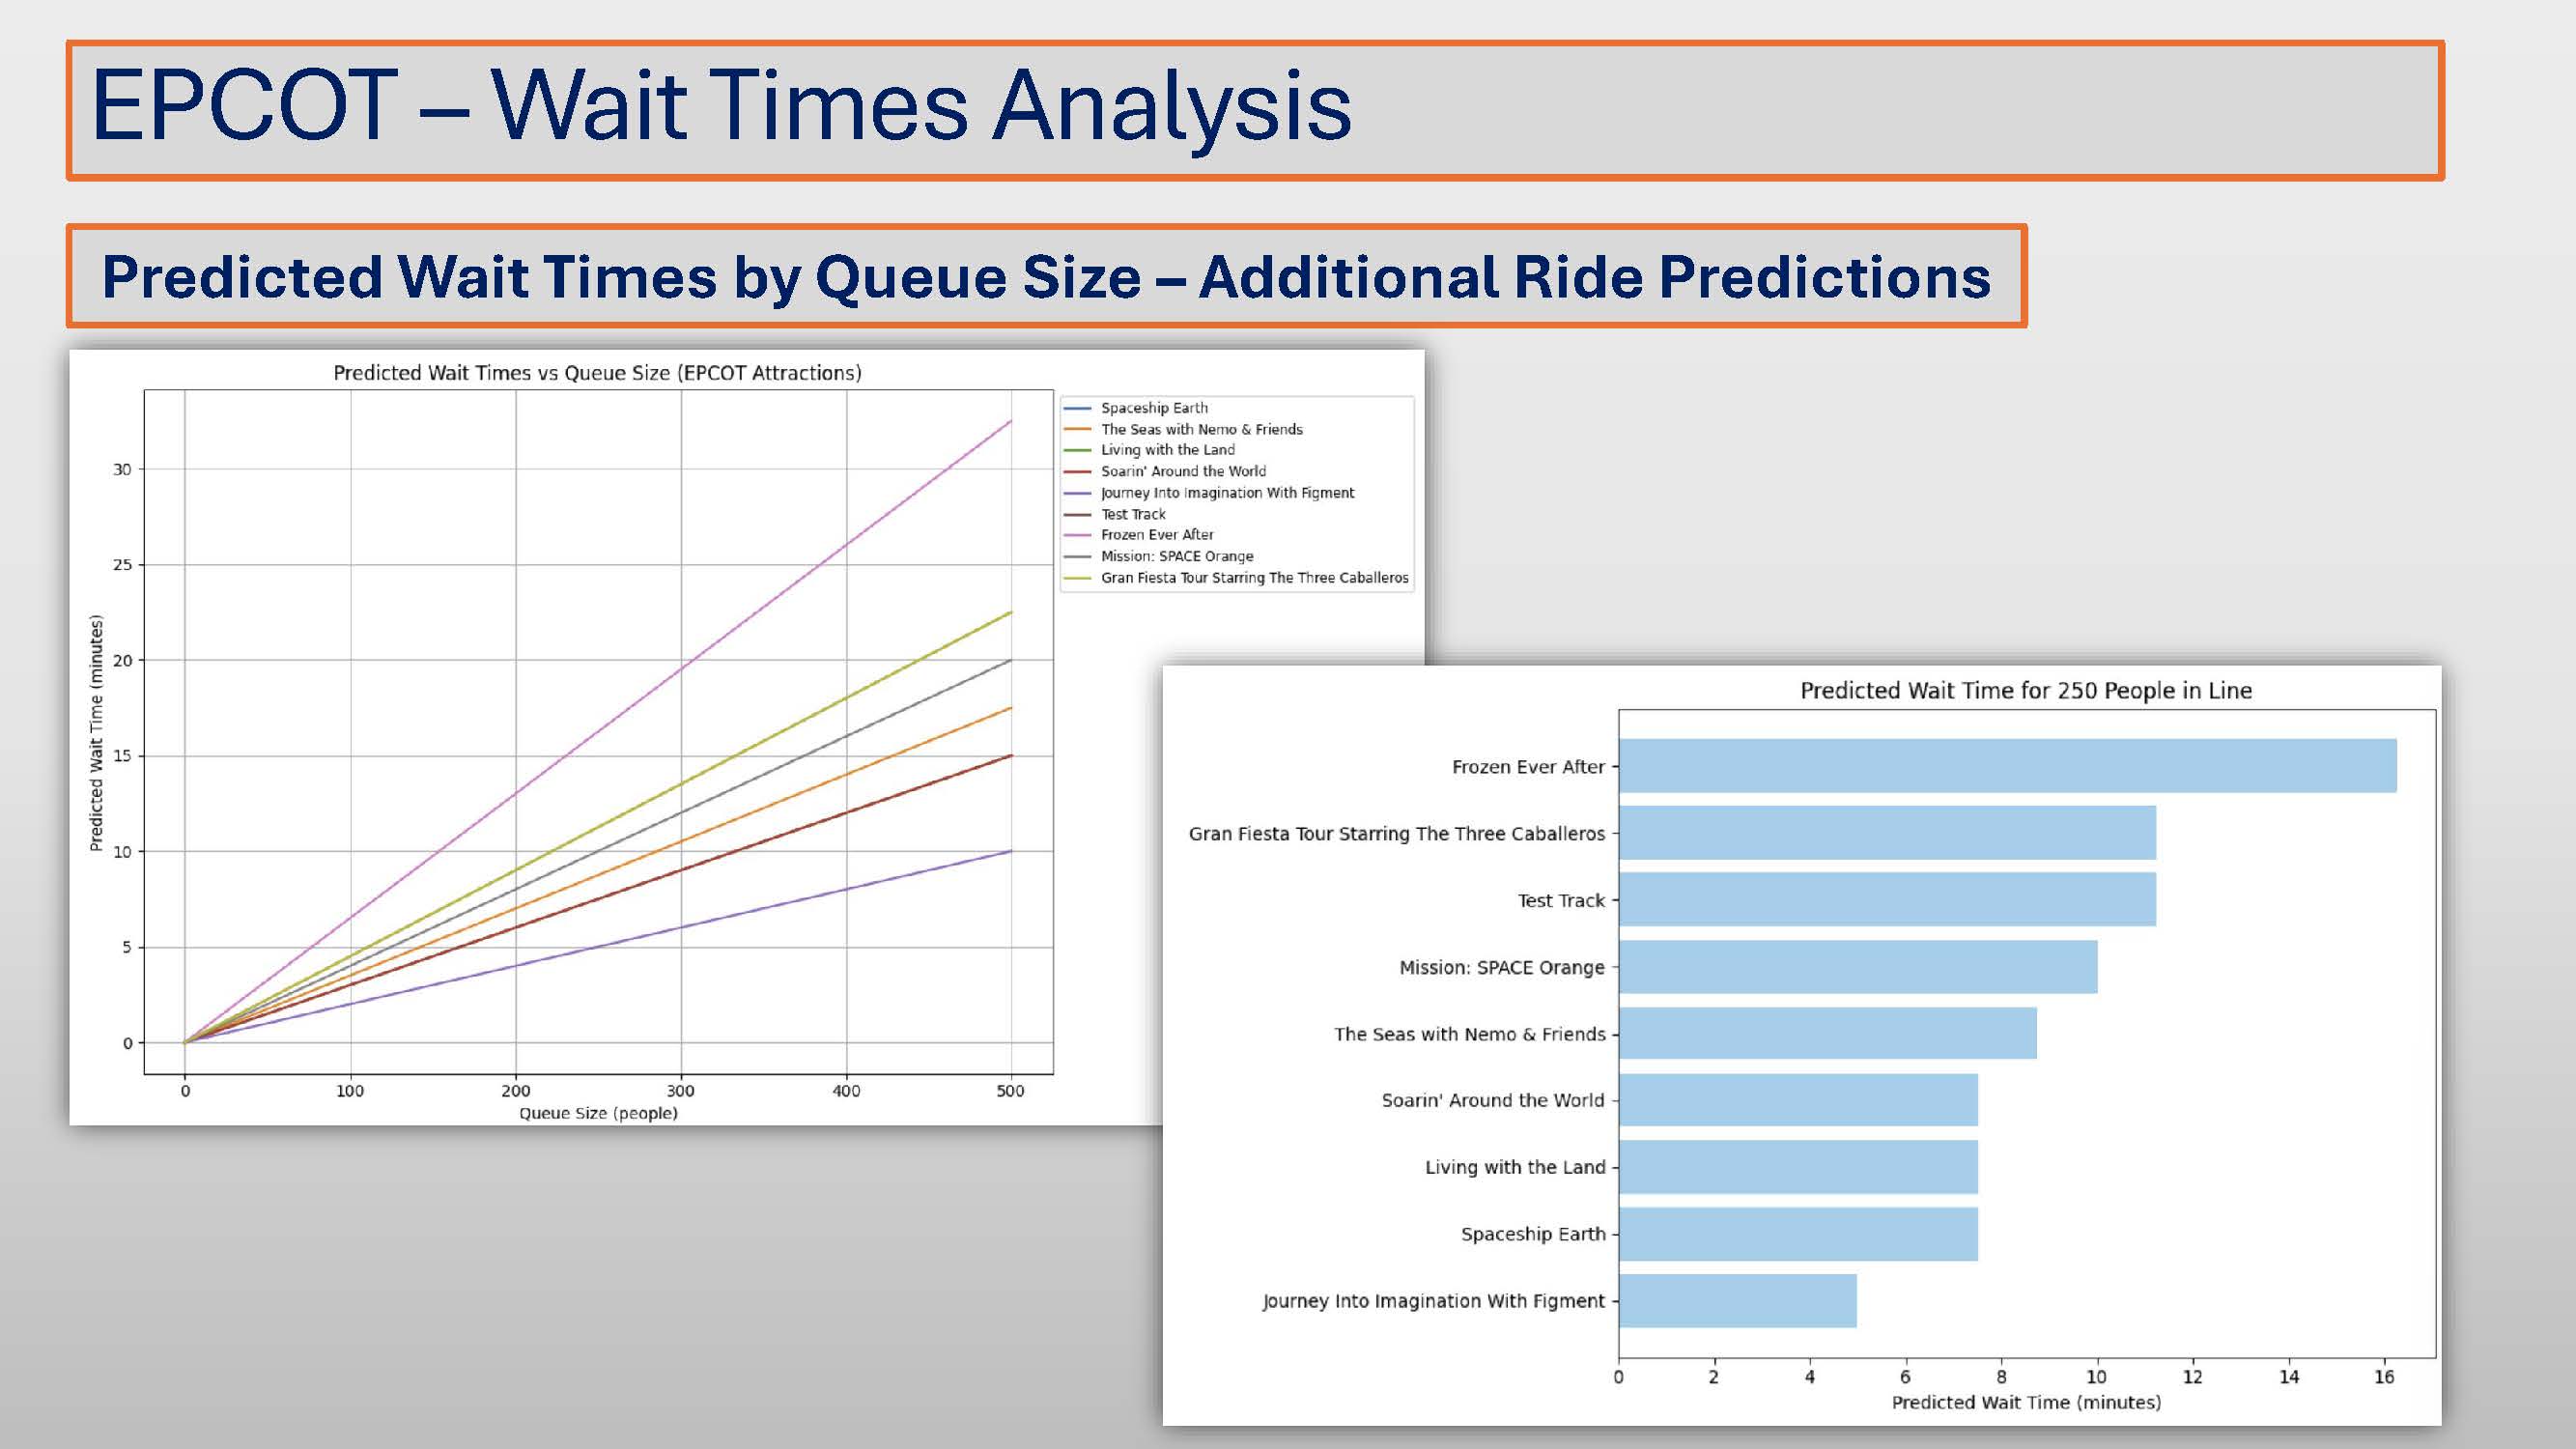 EPCOT – Wait Times Analysis
Predicted Wait Times by Queue Size – Additional Ride Predictions
Predicted Wait Times vs Queue Size (EPCOT Attractions)
Predicted Wait Time (minutes)
30
25
20
15
10
5
0
0 100 200 300 400 500
Queue Size (people)
Spaceship Earth
The Seas with Nemo & Friends
Living with the Land
Soarin' Around the World
Journey Into Imagination With Figment
Test Track
Frozen Ever After
Mission: SPACE Orange
Gran Fiesta Tour Starring The Three Caballeros
Predicted Wait Time for 250 People in Line
Frozen Ever After
Gran Fiesta Tour Starring The Three Caballeros
Test Track
Mission: SPACE Orange
The Seas with Nemo & Friends
Soarin' Around the World
Living with the Land
Spaceship Earth
Journey Into Imagination With Figment
0 2 4 6 8 10 12 14 16
Predicted Wait Time (minutes)